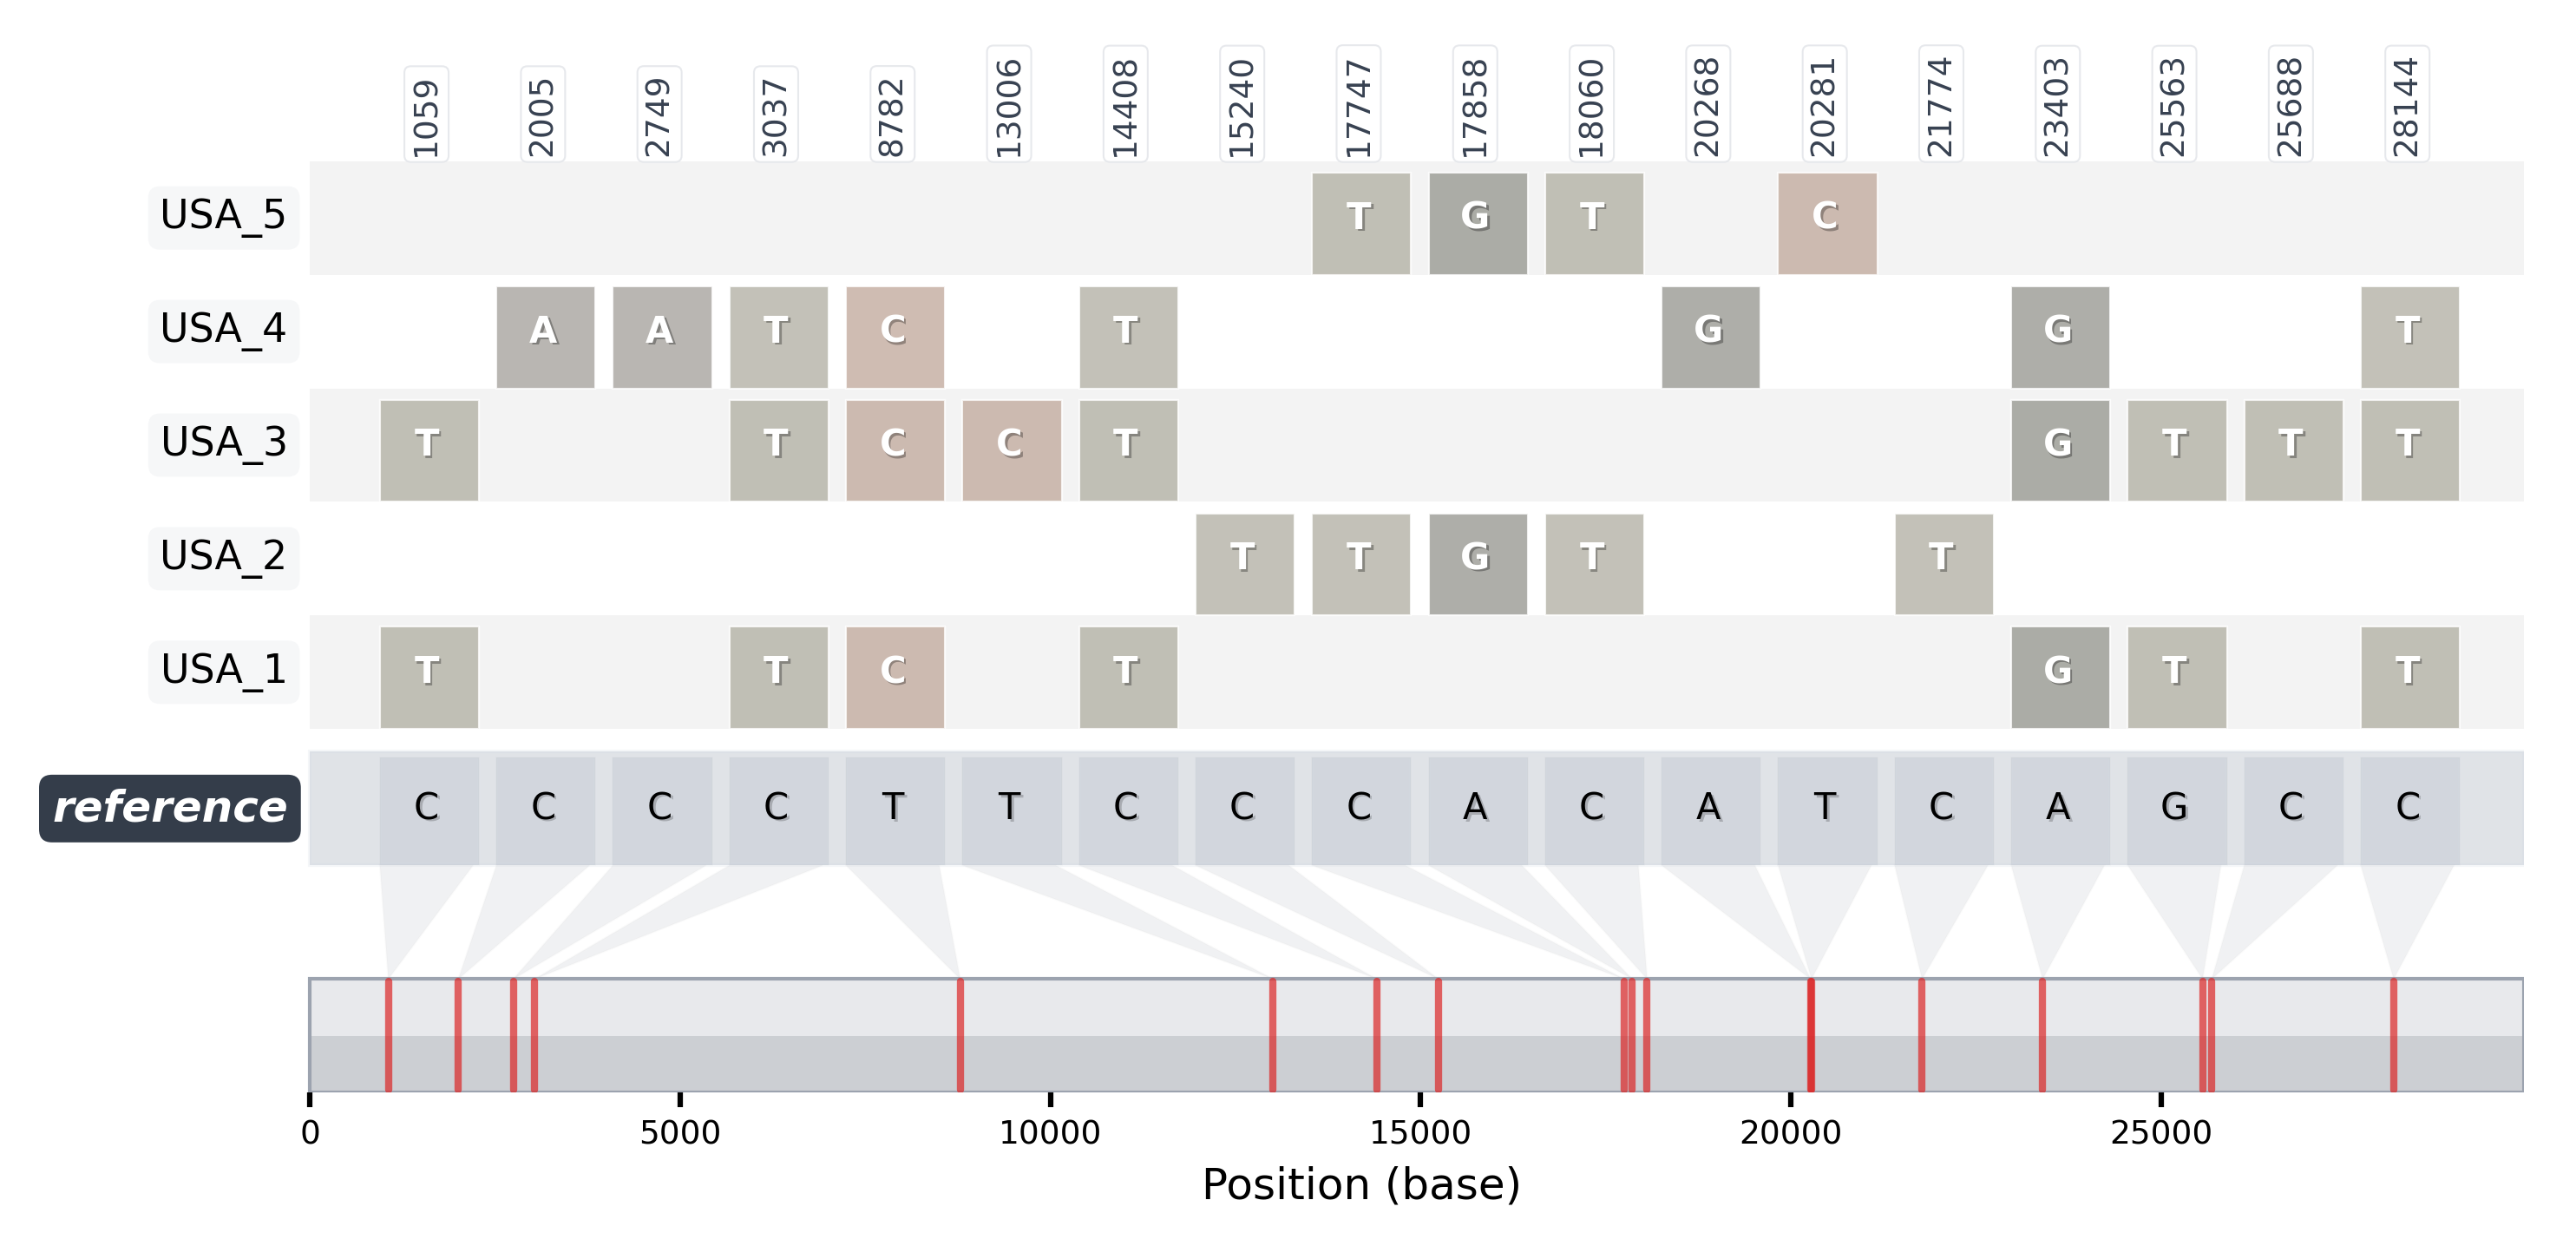 1059 2005 2749 3037 8782 13006 14408 15240 17747 17858 18060 20268 20281 21774 23403 25563 25688 28144
USA_5 T G T C
USA_4 A A T C T G G T
USA_3 T T C C T G T T T
USA_2 T T G T T
USA_1 T T C T G T T
reference C C C C T T C C C A C A T C A G C C
0 5000 10000 15000 20000 25000
Position (base)